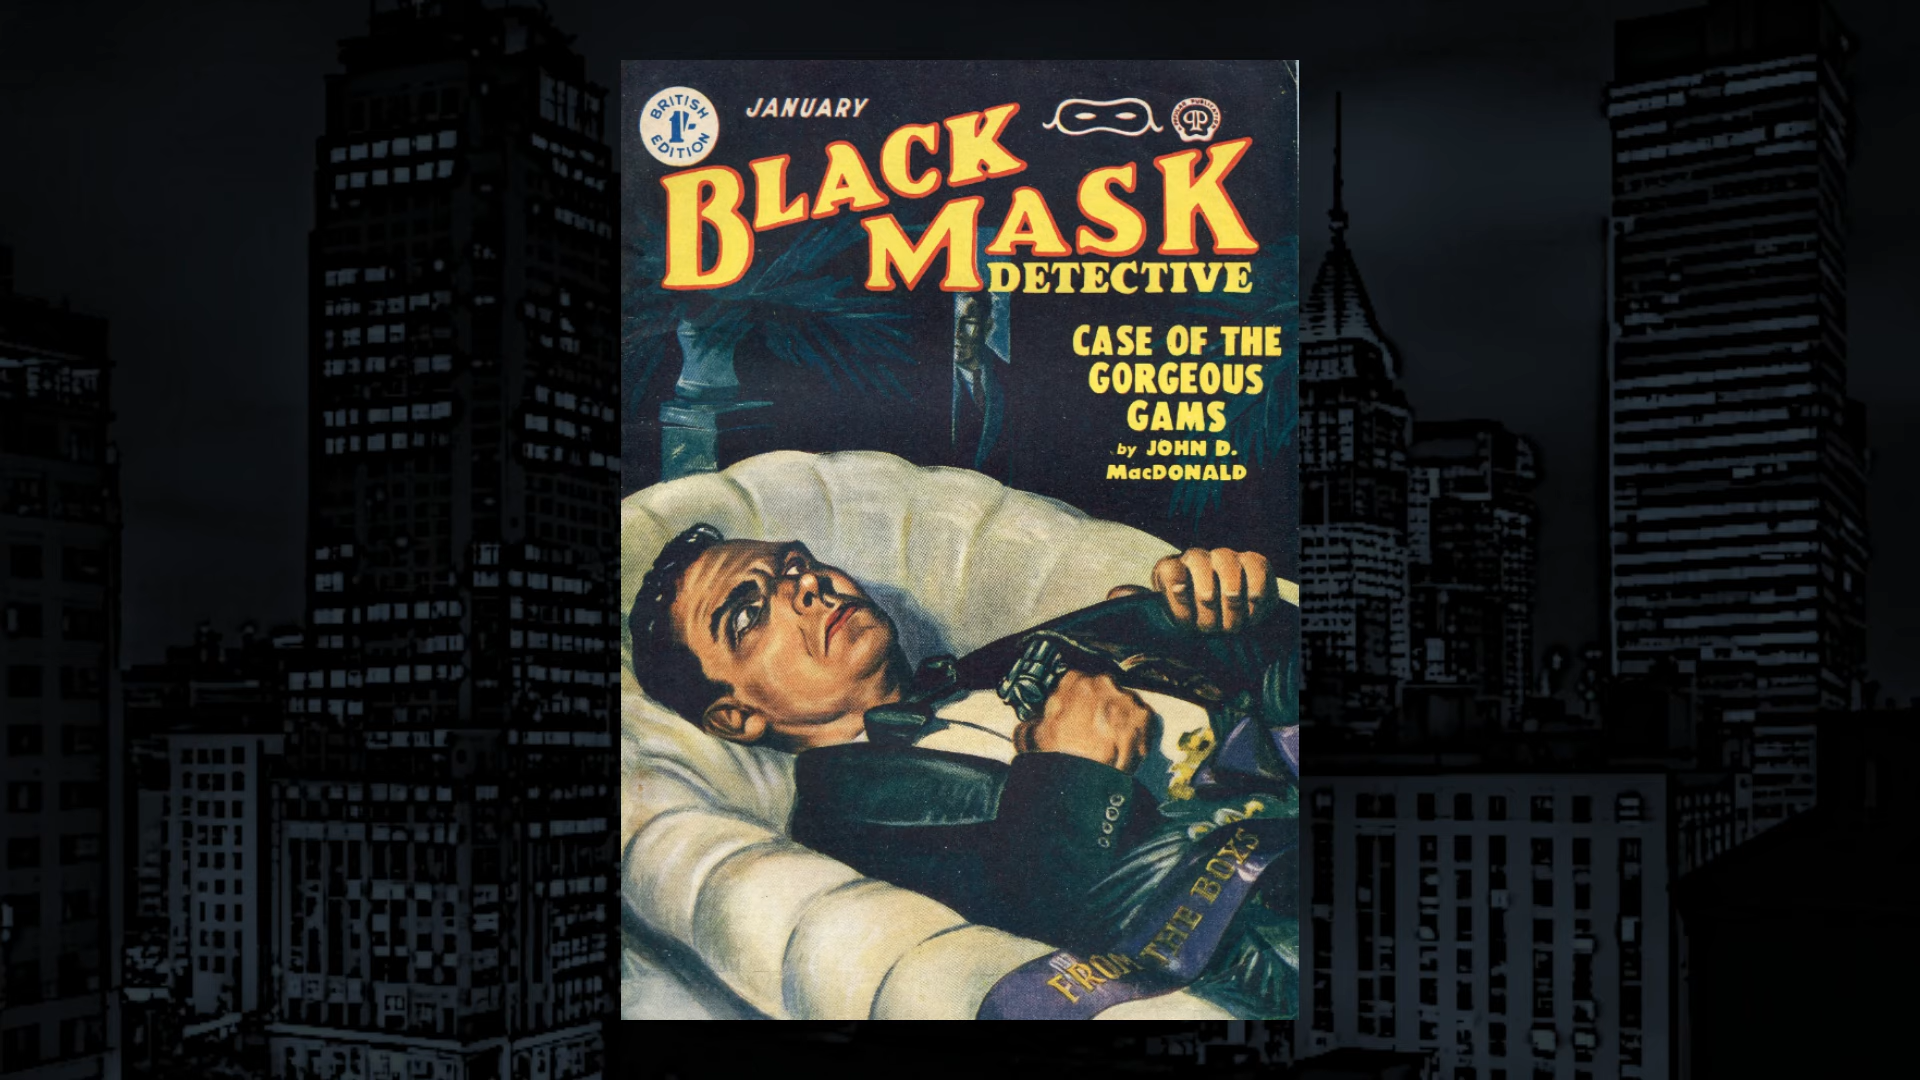 BRITISH
1/-
EDITION
JANUARY
BLACK
MASK
DETECTIVE
CASE OF THE
GORGEOUS
GAMS
by JOHN D.
MacDONALD
FROM THE BOYS